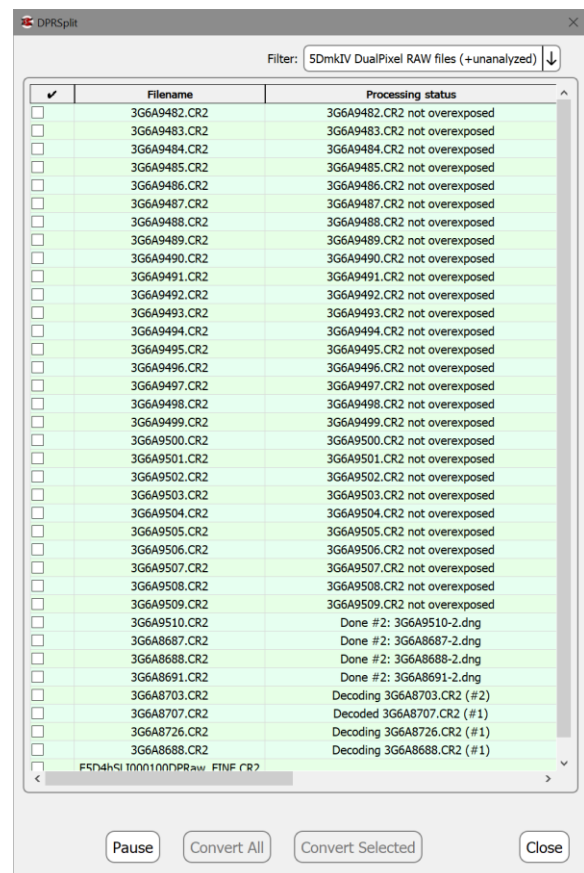 DPRSplit
Filter: 5DmkIV DualPixel RAW files (+unanalyzed)
✔ Filename Processing status
3G6A9482.CR2 3G6A9482.CR2 not overexposed
3G6A9483.CR2 3G6A9483.CR2 not overexposed
3G6A9484.CR2 3G6A9484.CR2 not overexposed
3G6A9485.CR2 3G6A9485.CR2 not overexposed
3G6A9486.CR2 3G6A9486.CR2 not overexposed
3G6A9487.CR2 3G6A9487.CR2 not overexposed
3G6A9488.CR2 3G6A9488.CR2 not overexposed
3G6A9489.CR2 3G6A9489.CR2 not overexposed
3G6A9490.CR2 3G6A9490.CR2 not overexposed
3G6A9491.CR2 3G6A9491.CR2 not overexposed
3G6A9492.CR2 3G6A9492.CR2 not overexposed
3G6A9493.CR2 3G6A9493.CR2 not overexposed
3G6A9494.CR2 3G6A9494.CR2 not overexposed
3G6A9495.CR2 3G6A9495.CR2 not overexposed
3G6A9496.CR2 3G6A9496.CR2 not overexposed
3G6A9497.CR2 3G6A9497.CR2 not overexposed
3G6A9498.CR2 3G6A9498.CR2 not overexposed
3G6A9499.CR2 3G6A9499.CR2 not overexposed
3G6A9500.CR2 3G6A9500.CR2 not overexposed
3G6A9501.CR2 3G6A9501.CR2 not overexposed
3G6A9502.CR2 3G6A9502.CR2 not overexposed
3G6A9503.CR2 3G6A9503.CR2 not overexposed
3G6A9504.CR2 3G6A9504.CR2 not overexposed
3G6A9505.CR2 3G6A9505.CR2 not overexposed
3G6A9506.CR2 3G6A9506.CR2 not overexposed
3G6A9507.CR2 3G6A9507.CR2 not overexposed
3G6A9508.CR2 3G6A9508.CR2 not overexposed
3G6A9509.CR2 3G6A9509.CR2 not overexposed
3G6A9510.CR2 Done #2: 3G6A9510-2.dng
3G6A8687.CR2 Done #2: 3G6A8687-2.dng
3G6A8688.CR2 Done #2: 3G6A8688-2.dng
3G6A8691.CR2 Done #2: 3G6A8691-2.dng
3G6A8703.CR2 Decoding 3G6A8703.CR2 (#2)
3G6A8707.CR2 Decoded 3G6A8707.CR2 (#1)
3G6A8726.CR2 Decoding 3G6A8726.CR2 (#1)
3G6A8688.CR2 Decoding 3G6A8688.CR2 (#1)
Pause Convert All Convert Selected Close